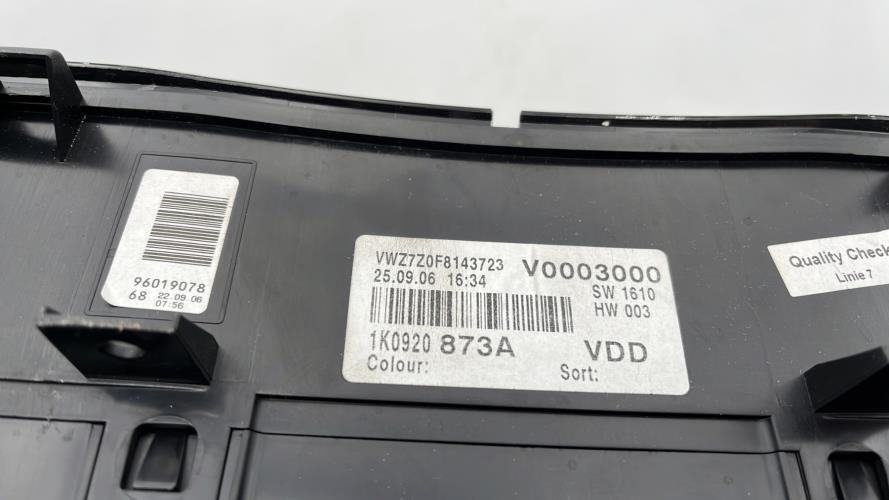 96019078
68 22.09.06
07:56
VWZ7Z0F8143723 V0003000
25.09.06 16:34 SW 1610
HW 003
1K0920 873A VDD
Colour: Sort:
Quality Check
Linie 7